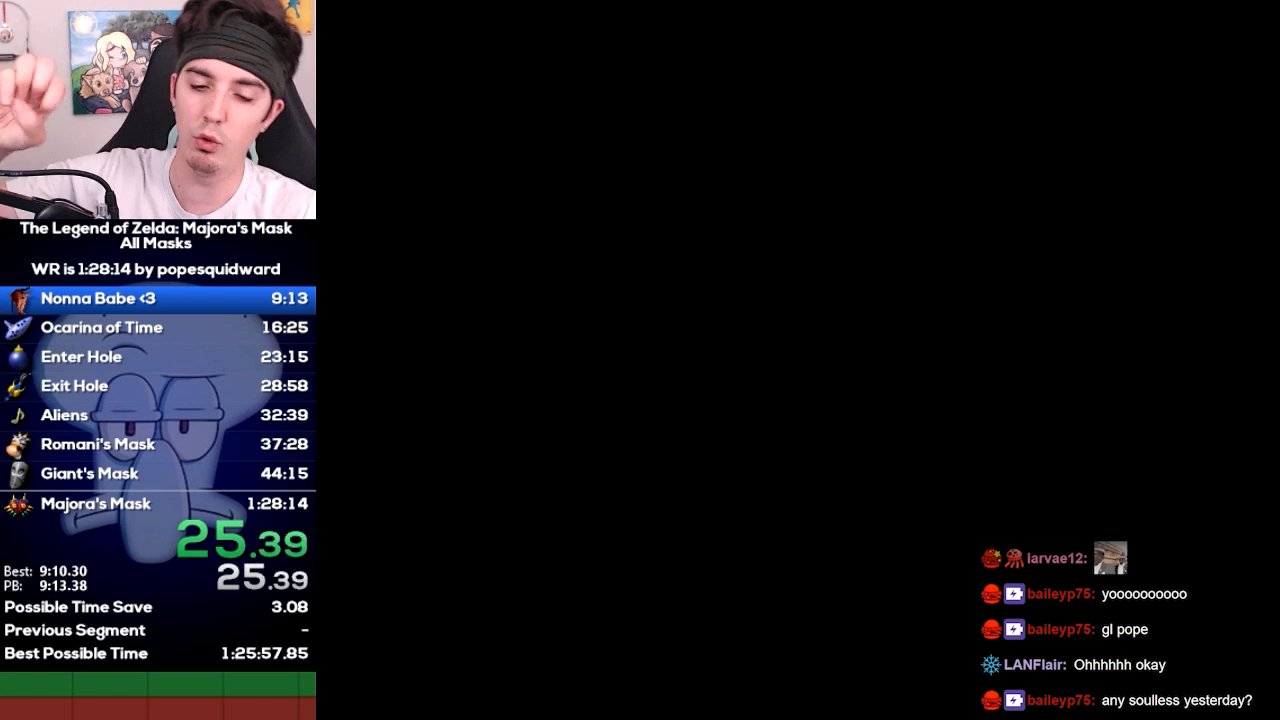 The Legend of Zelda: Majora's Mask
All Masks
WR is 1:28:14 by popesquidward
Nonna Babe <3 9:13
Ocarina of Time 16:25
Enter Hole 23:15
Exit Hole 28:58
Aliens 32:39
Romani's Mask 37:28
Giant's Mask 44:15
Majora's Mask 1:28:14
25.39
Best: 9:10.30
PB: 9:13.38
25.39
Possible Time Save 3.08
Previous Segment -
Best Possible Time 1:25:57.85
larvae12:
baileyp75: yoooooooooo
baileyp75: gl pope
LANFlair: Ohhhhhh okay
baileyp75: any soulless yesterday?